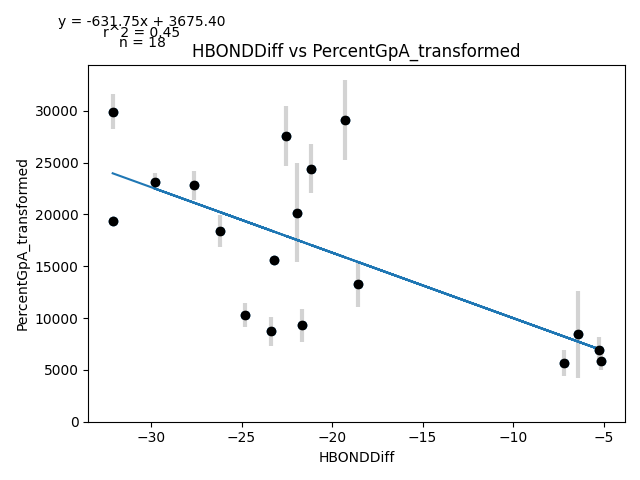 y = -631.75x + 3675.40
r^2 = 0.45
n = 18
HBONDDiff vs PercentGpA_transformed
PercentGpA_transformed
30000
25000
20000
15000
10000
5000
0
−30
−25
−20
−15
−10
−5
HBONDDiff